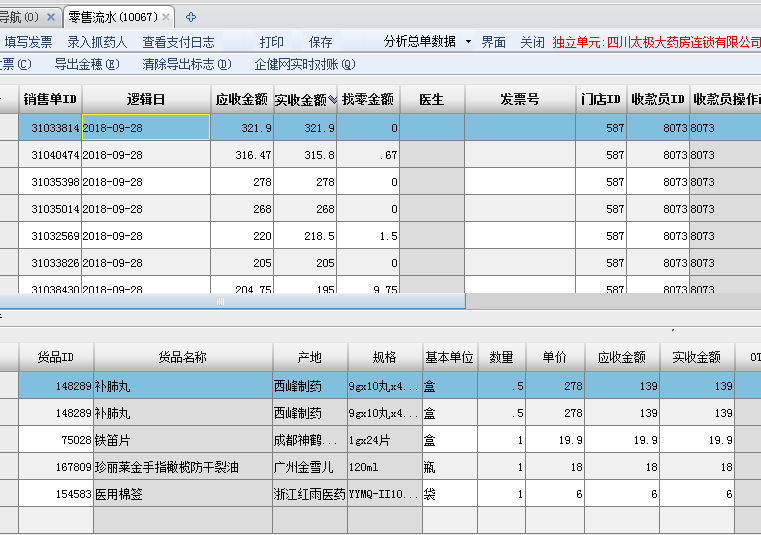 导航(0) × 零售流水(10067) ×
填写发票 录入抓药人 查看支付日志 打印 保存 分析总单数据 界面 关闭 独立单元:四川太极大药房连锁有限公司
票(C) 导出金穗(E) 清除导出标志(D) 企健网实时对账(Q)
销售单ID 逻辑日 应收金额 实收金额 找零金额 医生 发票号 门店ID 收款员ID 收款员操作
31033814 2018-09-28 321.9 321.9 0 587 8073 8073
31040474 2018-09-28 316.47 315.8 .67 587 8073 8073
31035398 2018-09-28 278 278 0 587 8073 8073
31035014 2018-09-28 268 268 0 587 8073 8073
31032569 2018-09-28 220 218.5 1.5 587 8073 8073
31033826 2018-09-28 205 205 0 587 8073 8073
31038430 2018-09-28 204.75 195 9.75 587 8073 8073
货品ID 货品名称 产地 规格 基本单位 数量 单价 应收金额 实收金额 OT
148289 补肺丸 西峰制药 9gx10丸x4... 盒 .5 278 139 139
148289 补肺丸 西峰制药 9gx10丸x4... 盒 .5 278 139 139
75028 铁笛片 成都神鹤... 1gx24片 盒 1 19.9 19.9 19.9
167809 珍丽莱金手指橄榄防干裂油 广州金雪儿 120ml 瓶 1 18 18 18
154583 医用棉签 浙江红雨医药 YYMQ-II10... 袋 1 6 6 6